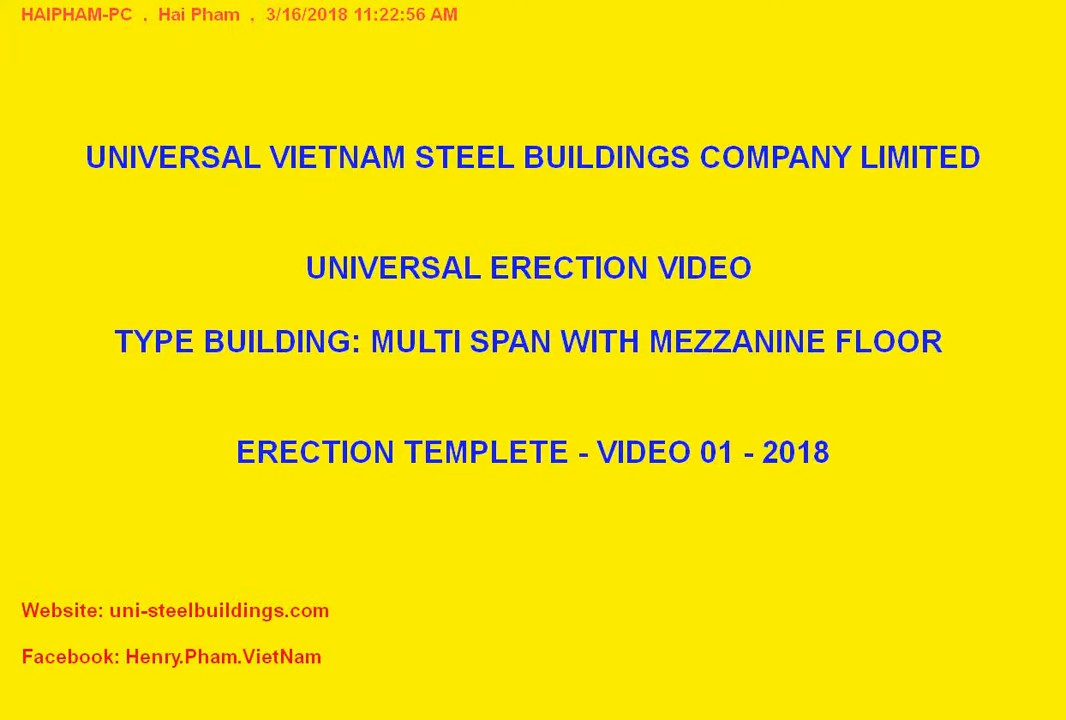 HAIPHAM-PC , Hai Pham , 3/16/2018 11:22:56 AM
UNIVERSAL VIETNAM STEEL BUILDINGS COMPANY LIMITED
UNIVERSAL ERECTION VIDEO
TYPE BUILDING: MULTI SPAN WITH MEZZANINE FLOOR
ERECTION TEMPLETE - VIDEO 01 - 2018
Website: uni-steelbuildings.com
Facebook: Henry.Pham.VietNam